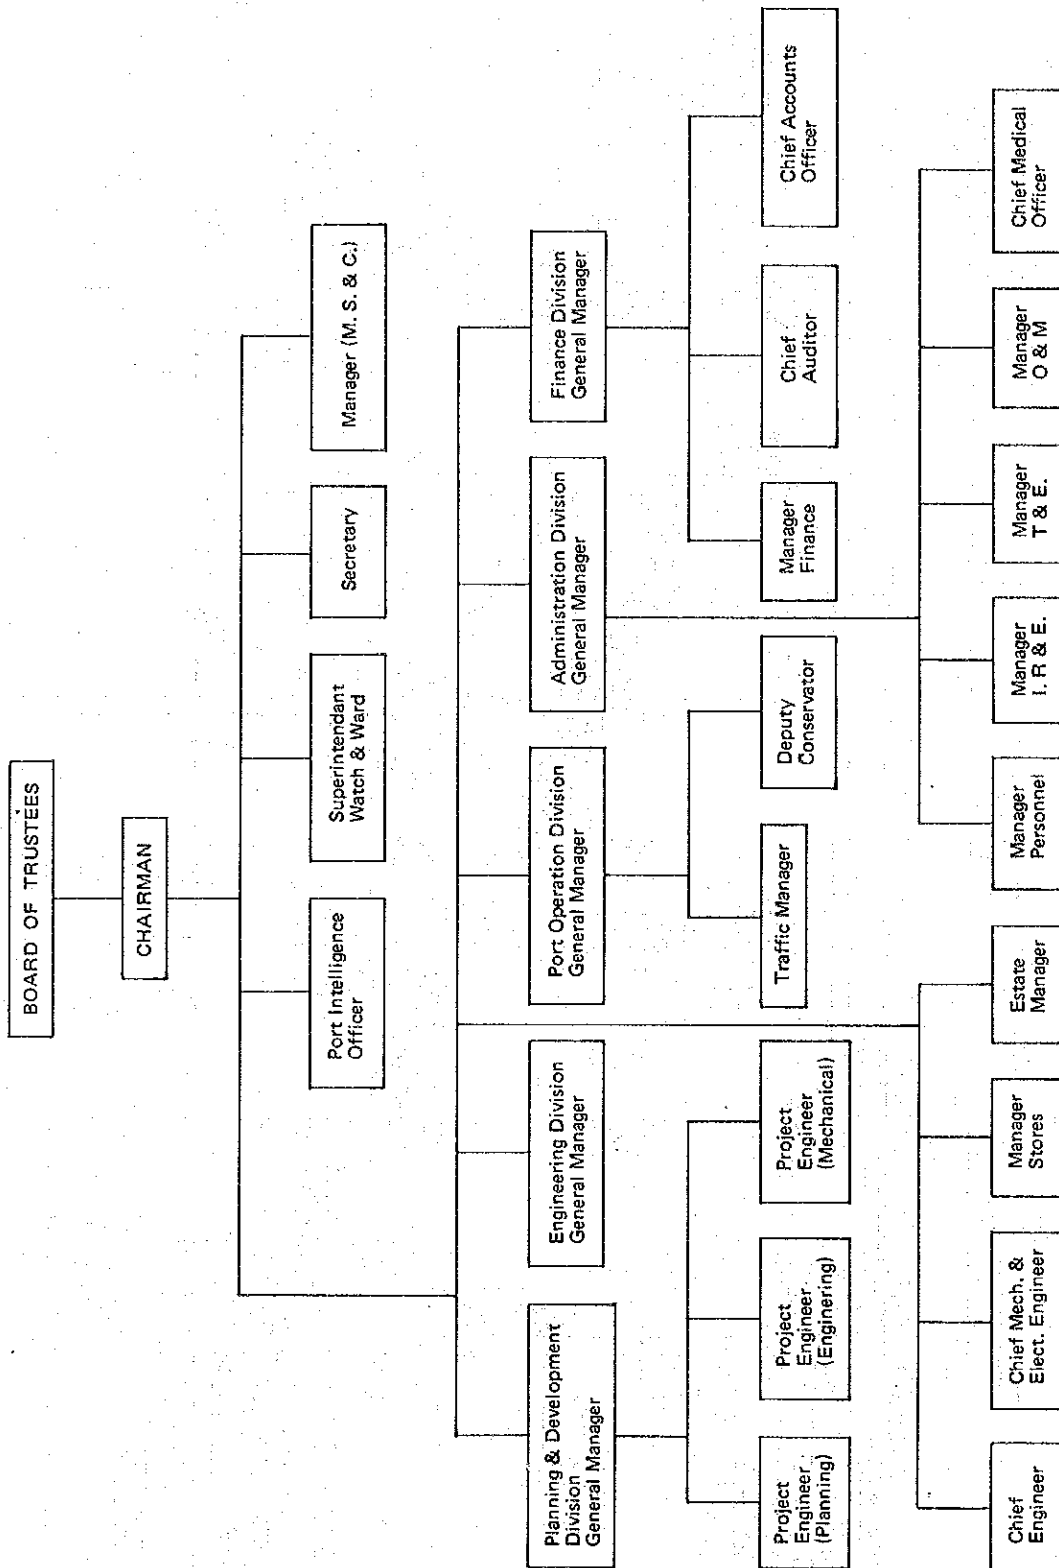 BOARD OF TRUSTEES
CHAIRMAN
Port Intelligence
Officer
Superintendant
Watch & Ward
Secretary
Manager (M. S. & C.)
Planning & Development
Division
General Manager
Engineering Division
General Manager
Port Operation Division
General Manager
Administration Division
General Manager
Finance Division
General Manager
Project
Engineer
(Planning)
Project
Engineer
(Enginering)
Project
Engineer
(Mechanical)
Traffic Manager
Deputy
Conservator
Manager
Finance
Chief
Auditor
Chief Accounts
Officer
Chief
Engineer
Chief Mech. &
Elect. Engineer
Manager
Stores
Estate
Manager
Manager
Personnel
Manager
I. R & E.
Manager
T & E.
Manager
O & M
Chief Medical
Officer